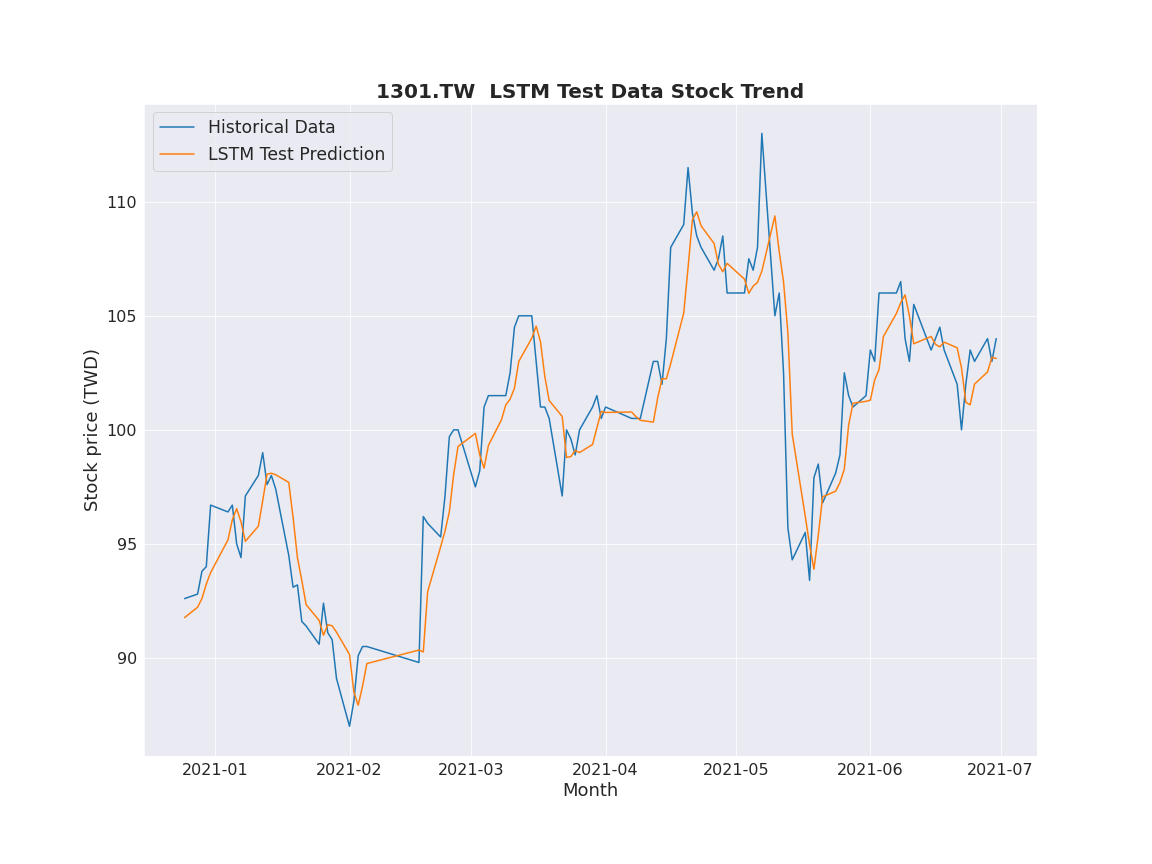 1301.TW  LSTM Test Data Stock Trend
Historical Data
LSTM Test Prediction
Stock price (TWD)
110
105
100
95
90
2021-01 2021-02 2021-03 2021-04 2021-05 2021-06 2021-07
Month